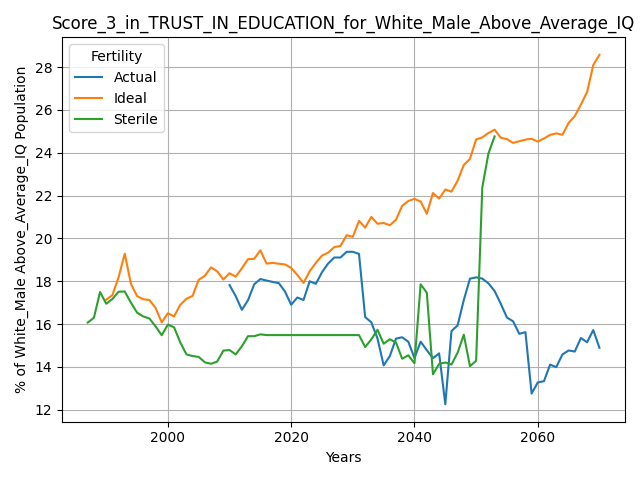 Score_3_in_TRUST_IN_EDUCATION_for_White_Male_Above_Average_IQ
Fertility
Actual
Ideal
Sterile
% of White_Male Above_Average_IQ Population
28
26
24
22
20
18
16
14
12
2000
2020
2040
2060
Years